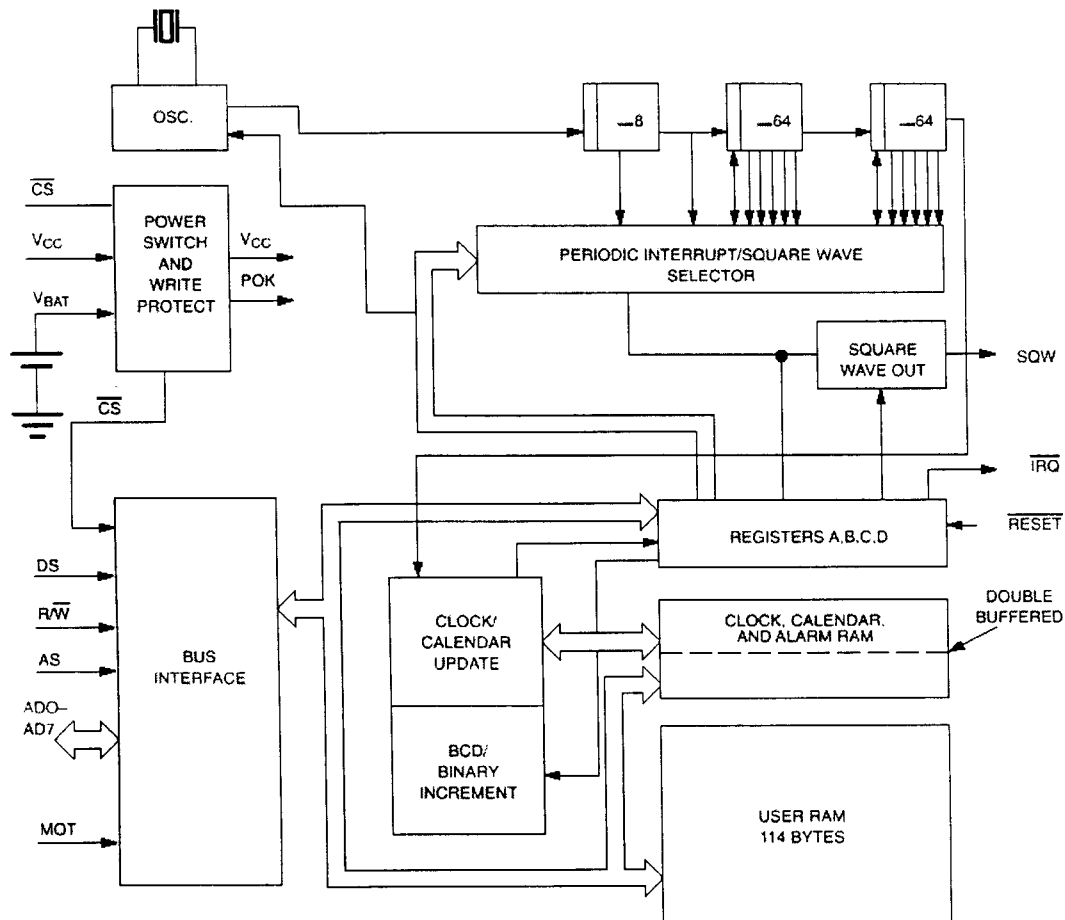 OSC.
—8
—64
—64
CS
POWER
SWITCH
AND
WRITE
PROTECT
VCC
VCC
POK
VBAT
PERIODIC INTERRUPT/SQUARE WAVE
SELECTOR
SQUARE
WAVE OUT
SQW
CS
IRQ
REGISTERS A,B,C,D
RESET
DS
R/W
AS
ADO–
AD7
MOT
BUS
INTERFACE
CLOCK/
CALENDAR
UPDATE
BCD/
BINARY
INCREMENT
CLOCK, CALENDAR,
AND ALARM RAM
DOUBLE
BUFFERED
USER RAM
114 BYTES